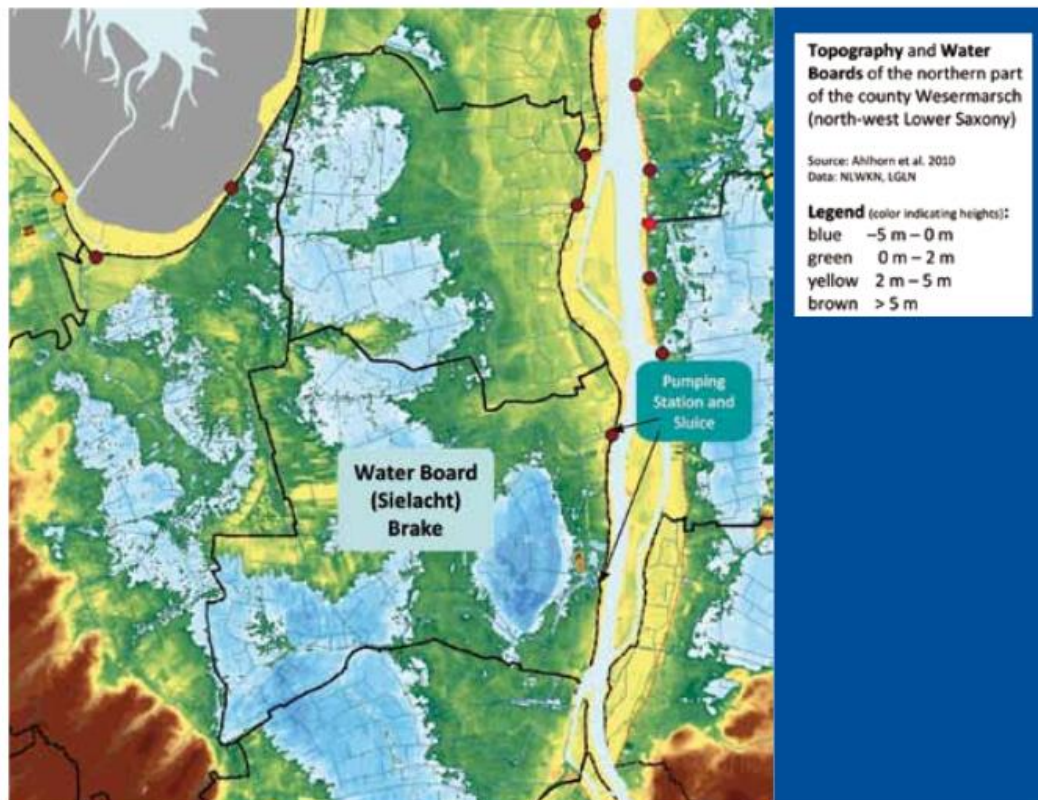 Topography and Water
Boards of the northern part
of the county Wesermarsch
(north-west Lower Saxony)
Source: Ahlhorn et al. 2010
Data: NLWKN, LGLN
Legend (color indicating heights):
blue −5 m – 0 m
green 0 m – 2 m
yellow 2 m – 5 m
brown > 5 m
Pumping
Station and
Sluice
Water Board
(Sielacht)
Brake